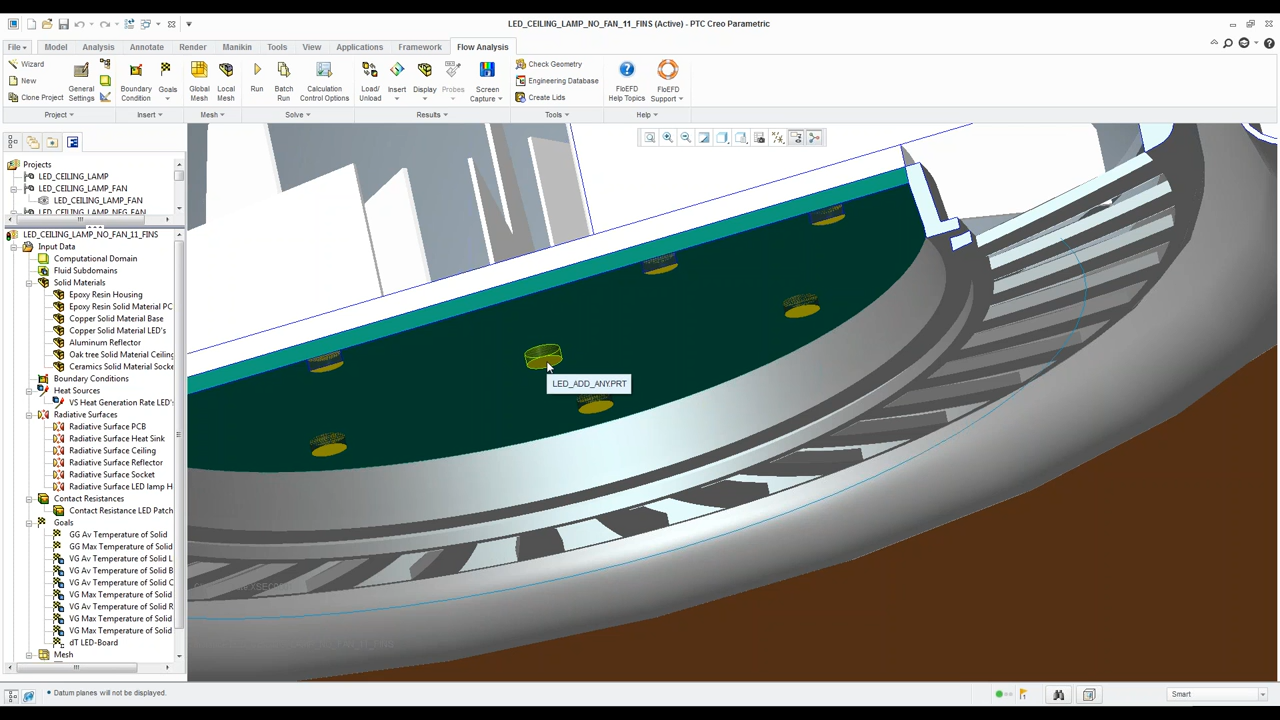 LED_CEILING_LAMP_NO_FAN_11_FINS (Active) - PTC Creo Parametric
File
Model
Analysis
Annotate
Render
Manikin
Tools
View
Applications
Framework
Flow Analysis
Wizard
New
Clone Project
General Settings
Boundary Condition
Goals
Global Mesh
Local Mesh
Run
Batch Run
Calculation Control Options
Load/ Unload
Insert
Display
Probes
Screen Capture
Check Geometry
Engineering Database
Create Lids
FloEFD Help Topics
FloEFD Support
Project
Insert
Mesh
Solve
Results
Tools
Help
Projects
LED_CEILING_LAMP
LED_CEILING_LAMP_FAN
LED_CEILING_LAMP_FAN
LED_CEILING_LAMP_NEG_FAN
LED_CEILING_LAMP_NO_FAN_11_FINS
Input Data
Computational Domain
Fluid Subdomains
Solid Materials
Epoxy Resin Housing
Epoxy Resin Solid Material PC
Copper Solid Material Base
Copper Solid Material LED's
Aluminum Reflector
Oak tree Solid Material Ceiling
Ceramics Solid Material Socke
Boundary Conditions
Heat Sources
VS Heat Generation Rate LED'
Radiative Surfaces
Radiative Surface PCB
Radiative Surface Heat Sink
Radiative Surface Ceiling
Radiative Surface Reflector
Radiative Surface Socket
Radiative Surface LED lamp H
Contact Resistances
Contact Resistance LED Patch
Goals
GG Av Temperature of Solid
GG Max Temperature of Solid
VG Av Temperature of Solid L
VG Av Temperature of Solid B
VG Av Temperature of Solid C
VG Max Temperature of Solid
VG Av Temperature of Solid R
VG Max Temperature of Solid
VG Max Temperature of Solid
dT LED-Board
Mesh
LED_ADD_ANY.PRT
Datum planes will not be displayed.
Smart